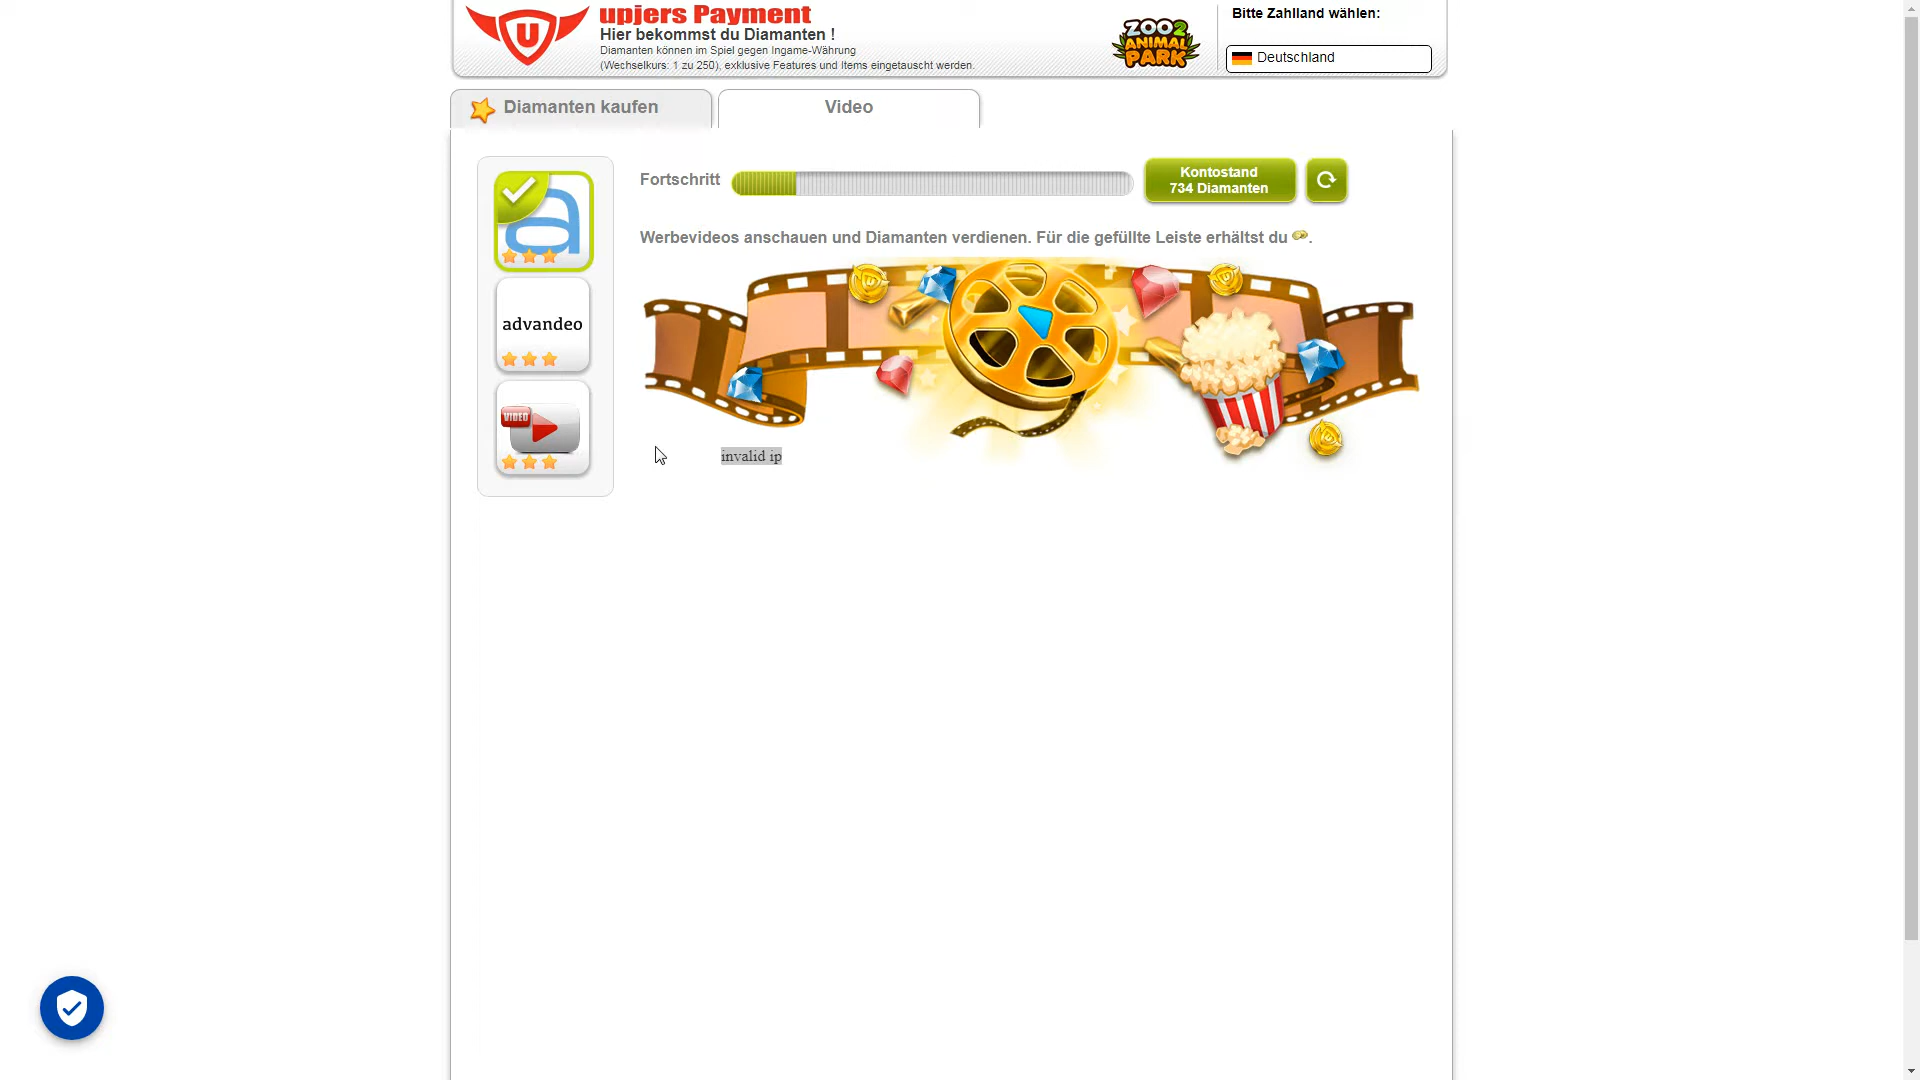 upjers Payment
Hier bekommst du Diamanten !
Diamanten können im Spiel gegen Ingame-Währung
(Wechselkurs: 1 zu 250), exklusive Features und Items eingetauscht werden.
ZOO 2
ANIMAL
PARK
Bitte Zahlland wählen:
Deutschland
Diamanten kaufen
Video
Fortschritt
Kontostand
734 Diamanten
Werbevideos anschauen und Diamanten verdienen. Für die gefüllte Leiste erhältst du .
a
advandeo
VIDEO
invalid ip